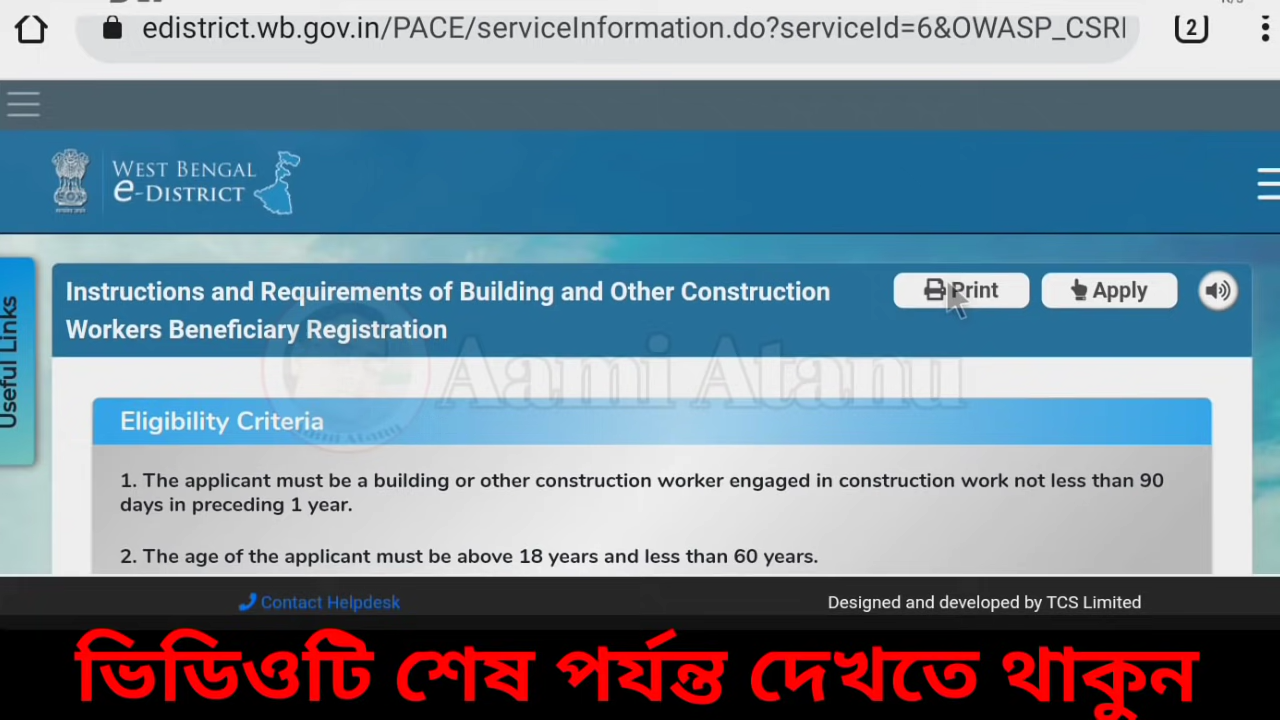 edistrict.wb.gov.in/PACE/serviceInformation.do?serviceId=6&OWASP_CSRI
2
WEST BENGAL
e-DISTRICT
Useful Links
Instructions and Requirements of Building and Other Construction
Workers Beneficiary Registration
Print
Apply
Aami Atanu
Eligibility Criteria
1. The applicant must be a building or other construction worker engaged in construction work not less than 90
days in preceding 1 year.
2. The age of the applicant must be above 18 years and less than 60 years.
Contact Helpdesk
Designed and developed by TCS Limited
ভিডিওটি শেষ পর্যন্ত দেখতে থাকুন